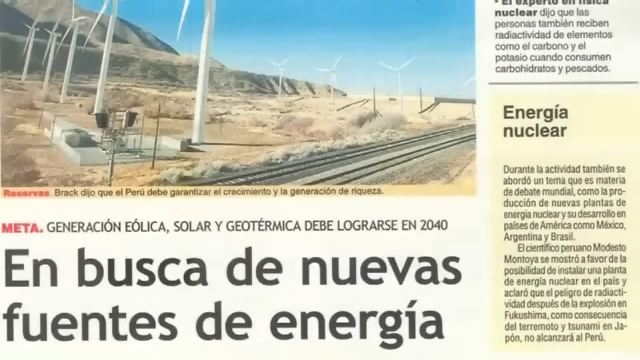 Reservas. Brack dijo que el Perú debe garantizar el crecimiento y la generación de riqueza.
META. GENERACIÓN EÓLICA, SOLAR Y GEOTÉRMICA DEBE LOGRARSE EN 2040
En busca de nuevas
fuentes de energía
• El experto en física
nuclear dijo que las
personas también reciben
radiactividad de elementos
como el carbono y el
potasio cuando consumen
carbohidratos y pescados.
Energía
nuclear
Durante la actividad también se
abordó un tema que es materia
de debate mundial, como la pro-
ducción de nuevas plantas de
energía nuclear y su desarrollo en
países de América como México,
Argentina y Brasil.
El científico peruano Modesto
Montoya se mostró a favor de la
posibilidad de instalar una planta
de energía nuclear en el país y
aclaró que el peligro de radiacti-
vidad después de la explosión en
Fukushima, como consecuencia
del terremoto y tsunami en Ja-
pón, no alcanzará al Perú.